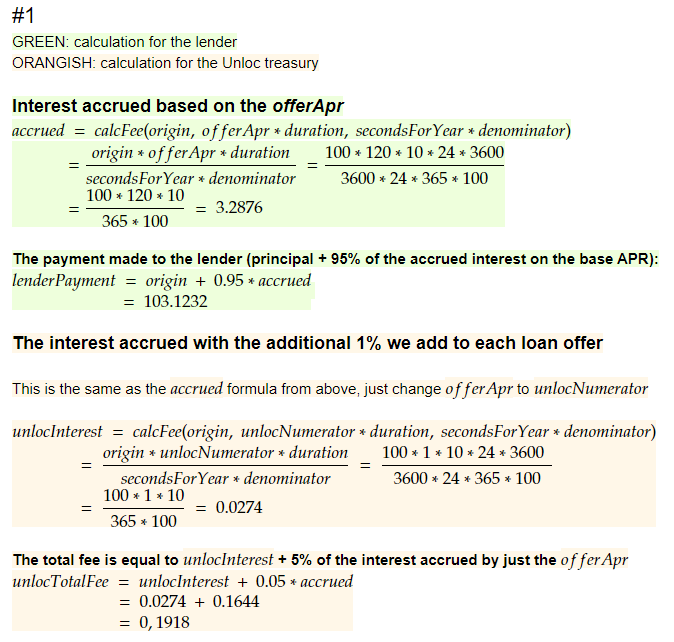 #1
GREEN: calculation for the lender
ORANGISH: calculation for the Unloc treasury
Interest accrued based on the offerApr
accrued = calcFee(origin, offerApr * duration, secondsForYear * denominator)
= origin * offerApr * duration / secondsForYear * denominator = 100 * 120 * 10 * 24 * 3600 / 3600 * 24 * 365 * 100
= 100 * 120 * 10 / 365 * 100 = 3.2876
The payment made to the lender (principal + 95% of the accrued interest on the base APR):
lenderPayment = origin + 0.95 * accrued
= 103.1232
The interest accrued with the additional 1% we add to each loan offer
This is the same as the accrued formula from above, just change offerApr to unlocNumerator
unlocInterest = calcFee(origin, unlocNumerator * duration, secondsForYear * denominator)
= origin * unlocNumerator * duration / secondsForYear * denominator = 100 * 1 * 10 * 24 * 3600 / 3600 * 24 * 365 * 100
= 100 * 1 * 10 / 365 * 100 = 0.0274
The total fee is equal to unlocInterest + 5% of the interest accrued by just the offerApr
unlocTotalFee = unlocInterest + 0.05 * accrued
= 0.0274 + 0.1644
= 0,1918